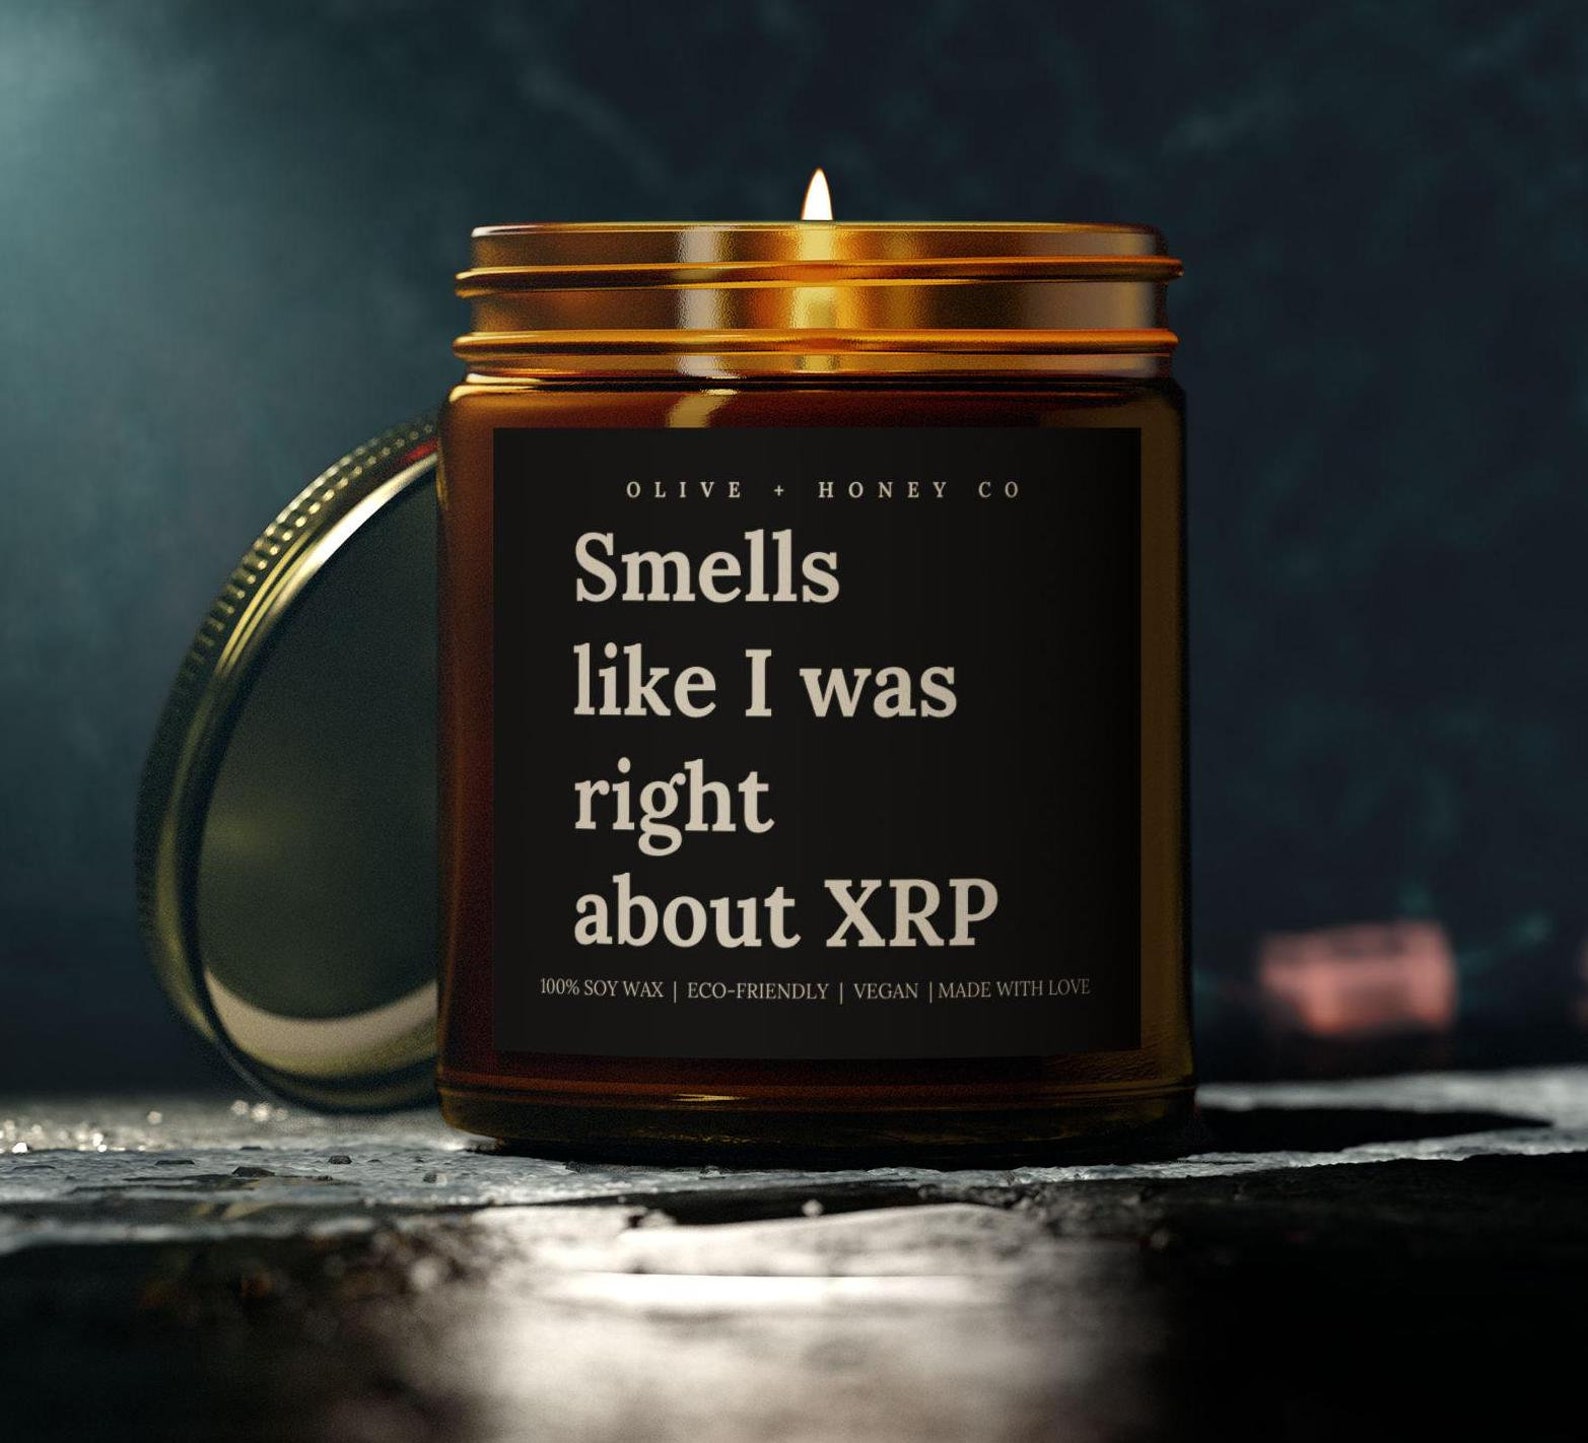 OLIVE + HONEY CO
Smells
like I was
right
about XRP
100% SOY WAX | ECO-FRIENDLY | VEGAN | MADE WITH LOVE